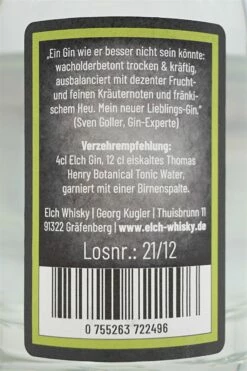 „Ein Gin wie er besser nicht sein könnte:
wacholderbetont trocken & kräftig,
ausbalanciert mit dezenter Frucht-
und feinen Kräuternoten und fränki-
schem Heu. Mein neuer Lieblings-Gin.“
(Sven Goller, Gin-Experte)
Verzehrempfehlung:
4cl Elch Gin, 12 cl eiskaltes Thomas
Henry Botanical Tonic Water,
garniert mit einer Birnenspalte.
Elch Whisky | Georg Kugler | Thuisbrunn 11
91322 Gräfenberg | www.elch-whisky.de
Losnr.: 21/12
0 755263 722496